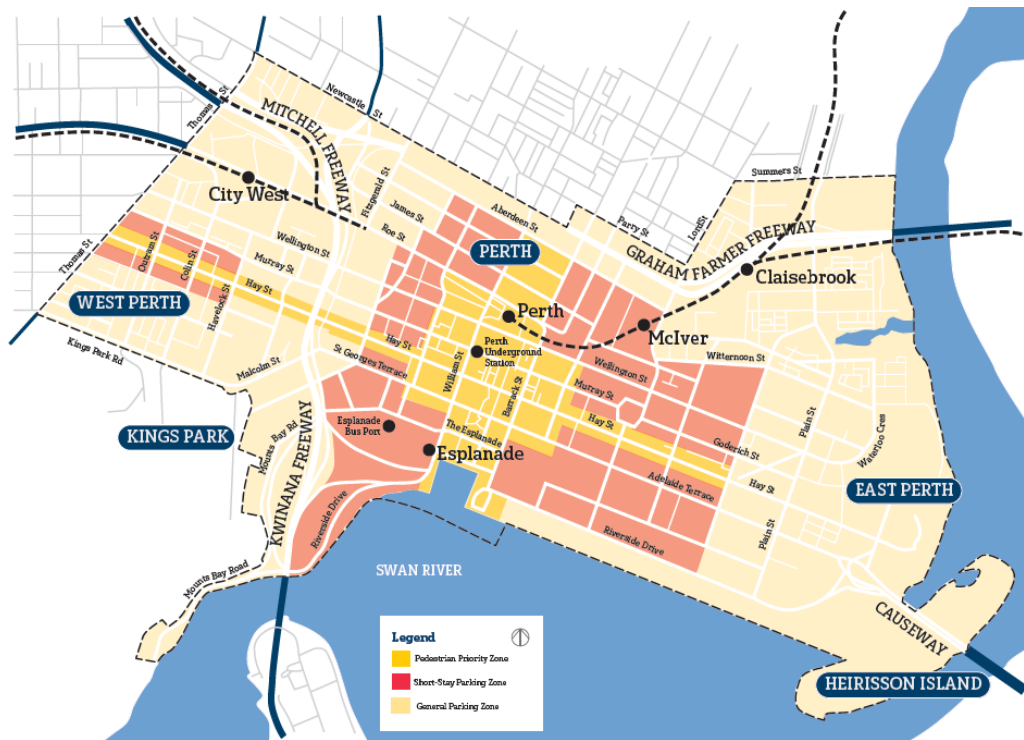 Newcastle St
Thomas St
MITCHELL FREEWAY
Fitzgerald St
City West
James St
Roe St
Aberdeen St
Parry St
Lord St
Summers St
GRAHAM FARMER FREEWAY
PERTH
Claisebrook
Thomas St
Outram St
Colin St
Wellington St
Murray St
Hay St
Havelock St
WEST PERTH
Kings Park Rd
Malcolm St
Perth
McIver
Hay St
Perth
Underground
Station
St Georges Terrace
William St
Barrack St
Wellington St
Witternoon St
Murray St
Hay St
Goderich St
Plain St
Waterloo Cres
KINGS PARK
Mounts Bay Rd
KWINANA FREEWAY
Esplanade
Bus Port
The Esplanade
Esplanade
Adelaide Terrace
Hay St
EAST PERTH
Riverside Drive
Riverside Drive
Plain St
Mounts Bay Road
SWAN RIVER
CAUSEWAY
HEIRISSON ISLAND
Legend
Pedestrian Priority Zone
Short-Stay Parking Zone
General Parking Zone